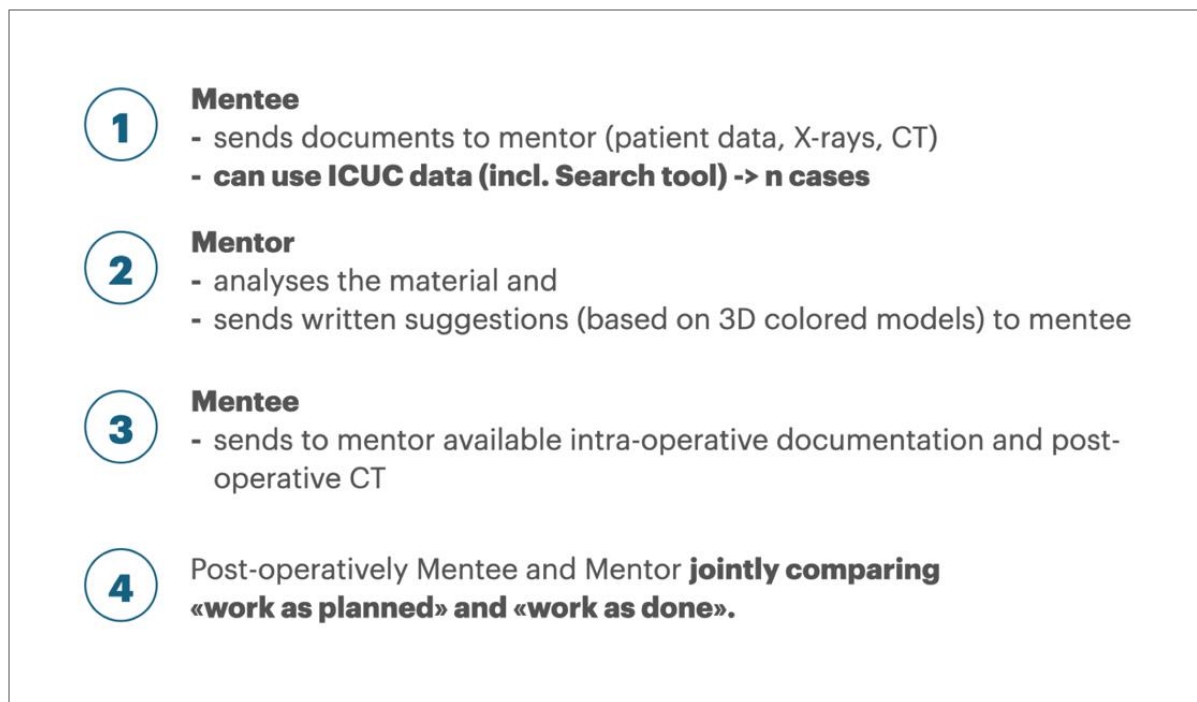 1
Mentee
- sends documents to mentor (patient data, X-rays, CT)
- can use ICUC data (incl. Search tool) -> n cases
2
Mentor
- analyses the material and
- sends written suggestions (based on 3D colored models) to mentee
3
Mentee
- sends to mentor available intra-operative documentation and post-
operative CT
4
Post-operatively Mentee and Mentor jointly comparing
«work as planned» and «work as done».